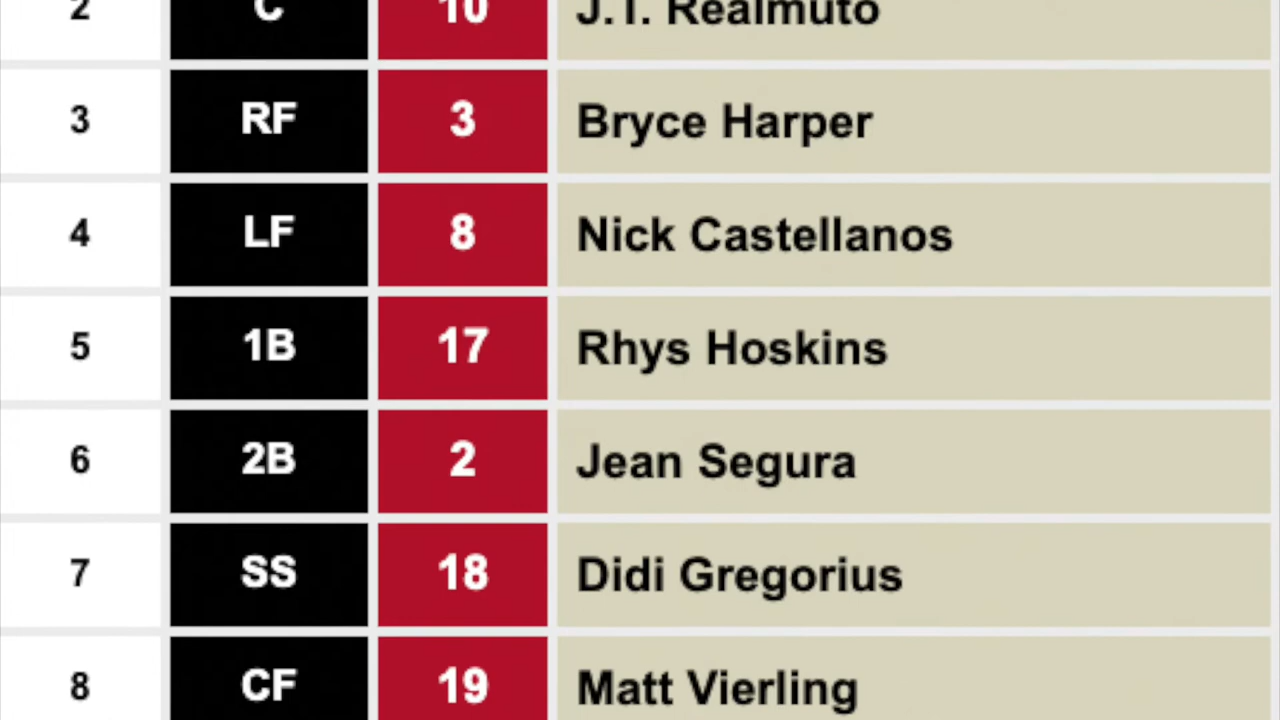 2 C 10 J.T. Realmuto
3 RF 3 Bryce Harper
4 LF 8 Nick Castellanos
5 1B 17 Rhys Hoskins
6 2B 2 Jean Segura
7 SS 18 Didi Gregorius
8 CF 19 Matt Vierling